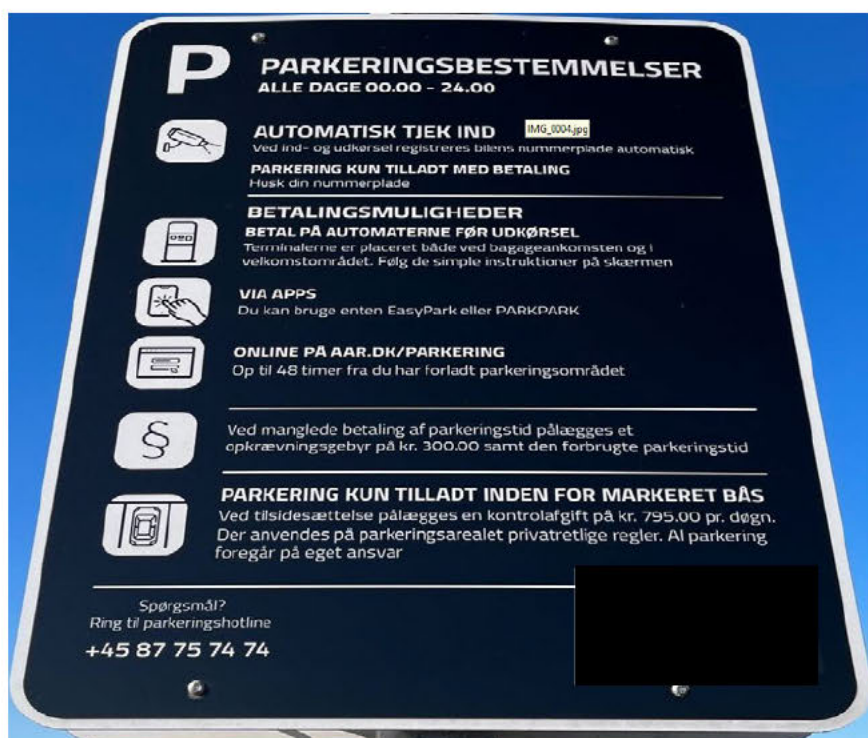 P
PARKERINGSBESTEMMELSER
ALLE DAGE 00.00 - 24.00
AUTOMATISK TJEK IND
IMG_0004.jpg
Ved ind- og udkørsel registreres bilens nummerplade automatisk
PARKERING KUN TILLADT MED BETALING
Husk din nummerplade
BETALINGSMULIGHEDER
BETAL PÅ AUTOMATERNE FØR UDKØRSEL
Terminalerne er placeret både ved bagageankomsten og i
velkomstområdet. Følg de simple instruktioner på skærmen
VIA APPS
Du kan bruge enten EasyPark eller PARKPARK
ONLINE PÅ AAR.DK/PARKERING
Op til 48 timer fra du har forladt parkeringsområdet
§
Ved manglede betaling af parkeringstid pålægges et
opkrævningsgebyr på kr. 300.00 samt den forbrugte parkeringstid
PARKERING KUN TILLADT INDEN FOR MARKERET BÅS
Ved tilsidesættelse pålægges en kontrolafgift på kr. 795.00 pr. døgn.
Der anvendes på parkeringsarealet privatretlige regler. Al parkering
foregår på eget ansvar
Spørgsmål?
Ring til parkeringshotline
+45 87 75 74 74